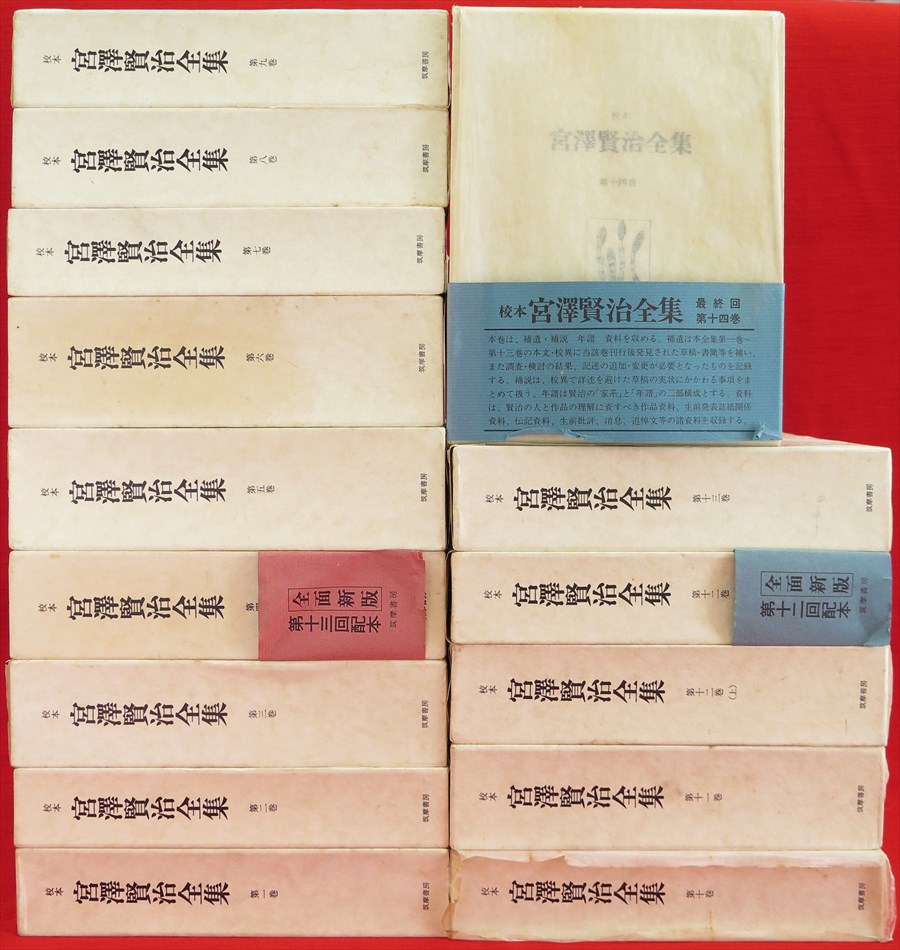 校本 宮澤賢治全集 第九巻 筑摩書房
校本 宮澤賢治全集 第八巻 筑摩書房
校本 宮澤賢治全集 第七巻 筑摩書房
校本 宮澤賢治全集 第六巻 筑摩書房
校本 宮澤賢治全集 第五巻 筑摩書房
校本 宮澤賢治全集 第
全面新版
第十三回配本
筑摩書房
校本 宮澤賢治全集 第三巻 筑摩書房
校本 宮澤賢治全集 第二巻 筑摩書房
校本 宮澤賢治全集 第一巻 筑摩書房
宮澤賢治全集
第十四巻
校本 宮澤賢治全集 最終回
第十四巻
本巻は、補遺・補説 年譜 資料を収める。補遺は本全集第一巻〜
第十三巻の本文・校異に当該巻刊行後発見された草稿・書簡等を補い、
また調査・検討の結果、記述の追加・変更が必要となったものを記録
する。補説は、校異で詳述を避けた草稿の実状にかかわる事項をま
とめて扱う。年譜は賢治の「家系」と「年譜」の二部構成とする。資料
は、賢治の人と作品の理解に資すべき作品資料、生前発表誌紙関係
資料、伝記資料、生前批評、消息、追悼文等の諸資料を収録する。
校本 宮澤賢治全集 第十三巻 筑摩書房
校本 宮澤賢治全集 第十二巻
全面新版
第十二回配本
筑摩書房
校本 宮澤賢治全集 第十二巻(上) 筑摩書房
校本 宮澤賢治全集 第十一巻 筑摩書房
校本 宮澤賢治全集 第十巻 筑摩書房